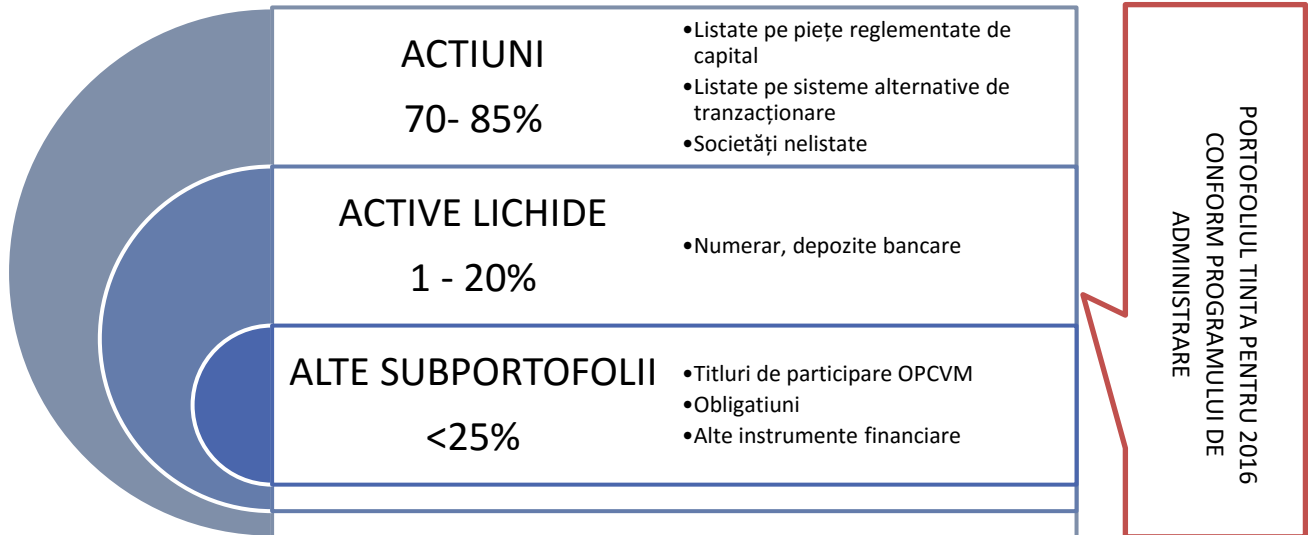 ACTIUNI
70- 85%
•Listate pe piețe reglementate de
capital
•Listate pe sisteme alternative de
tranzacționare
•Societăți nelistate
ACTIVE LICHIDE
1 - 20%
•Numerar, depozite bancare
ALTE SUBPORTOFOLII
<25%
•Titluri de participare OPCVM
•Obligatiuni
•Alte instrumente financiare
PORTOFOLIUL TINTA PENTRU 2016
CONFORM PROGRAMULUI DE
ADMINISTRARE